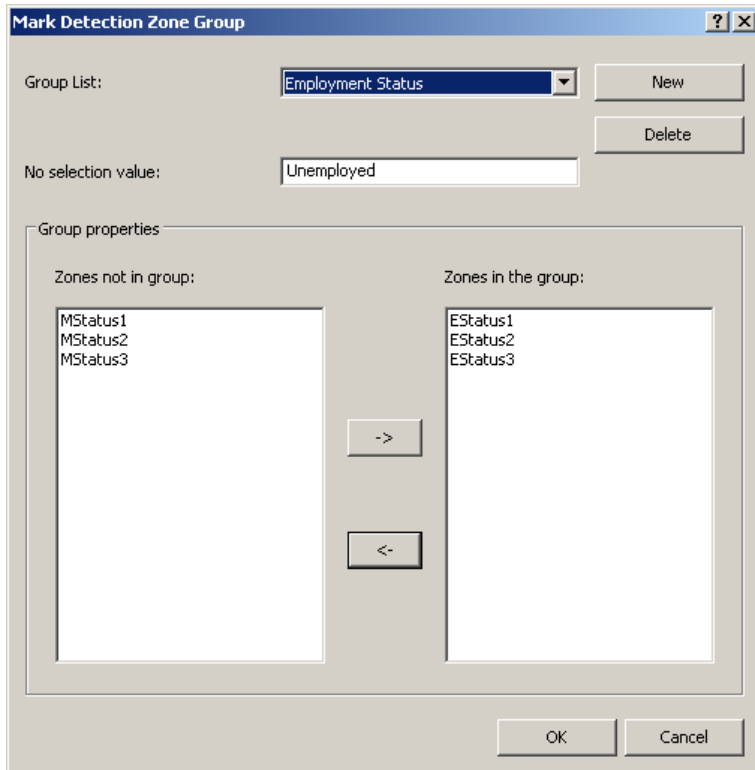 Mark Detection Zone Group
Group List:
Employment Status
New
Delete
No selection value:
Unemployed
Group properties
Zones not in group:
Zones in the group:
MStatus1
MStatus2
MStatus3
EStatus1
EStatus2
EStatus3
->
<-
OK
Cancel